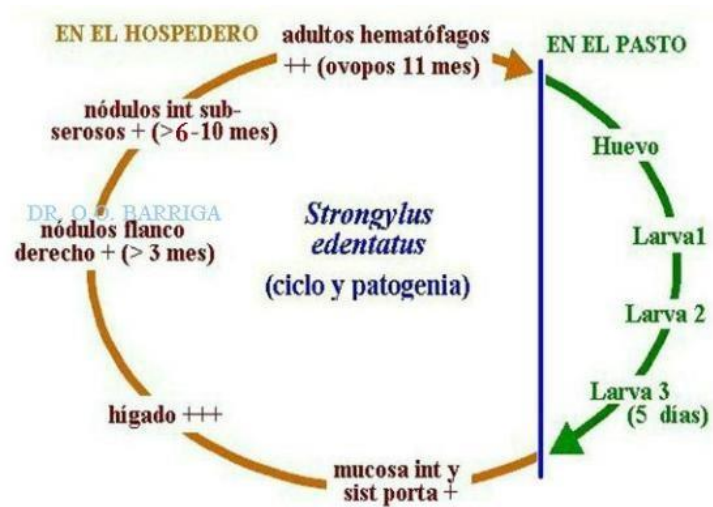 EN EL HOSPEDERO
adultos hematófagos
++ (ovopos 11 mes)
EN EL PASTO
nódulos int sub-
serosos + (>6-10 mes)
Huevo
DR. O.O. BARRIGA
nódulos flanco
derecho + (> 3 mes)
Strongylus
edentatus
(ciclo y patogenia)
Larva1
Larva 2
Larva 3
(5 días)
hígado +++
mucosa int y
sist porta +